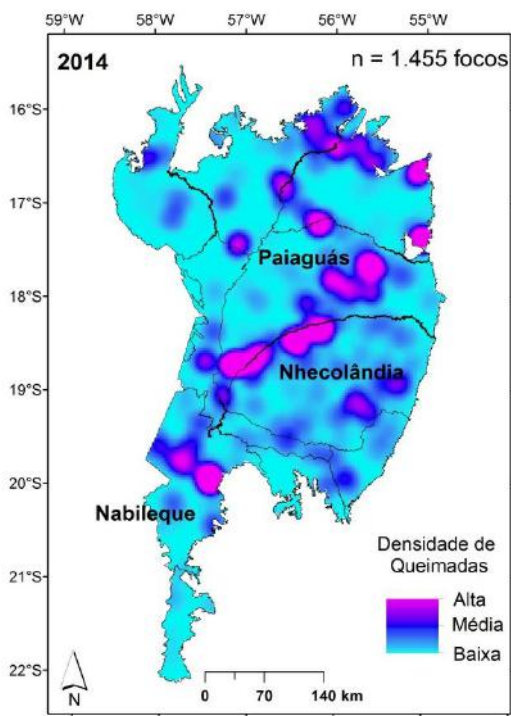 59°W 58°W 57°W 56°W 55°W
2014 n = 1.455 focos
16°S
17°S
Paiaguás
18°S
Nhecolândia
19°S
20°S
Nabileque
Densidade de
Queimadas
21°S
Alta
Média
Baixa
22°S
0 70 140 km
N